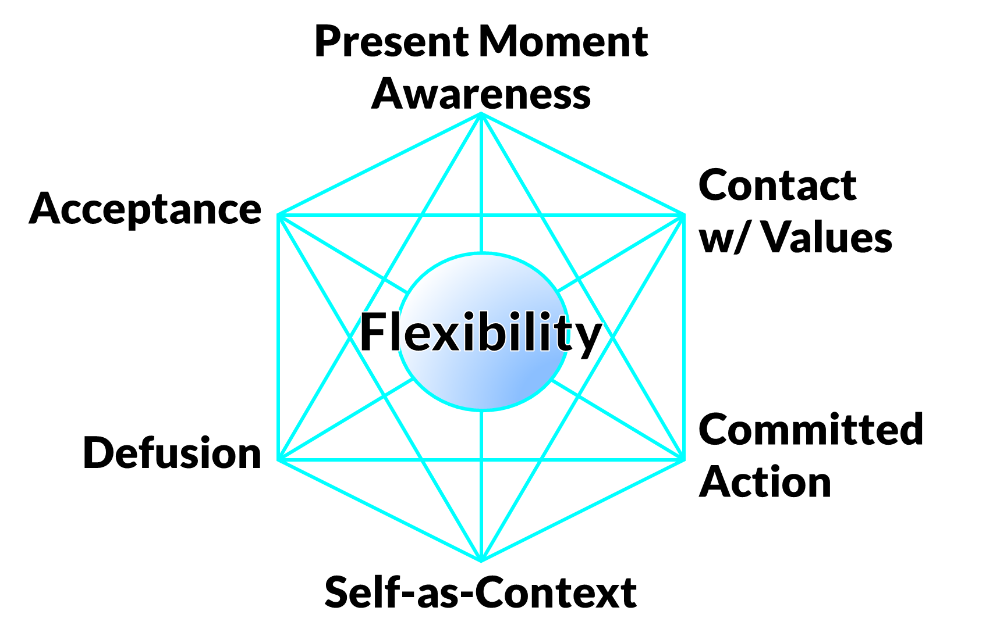 Present Moment
Awareness
Acceptance
Contact
w/ Values
Flexibility
Defusion
Committed
Action
Self-as-Context